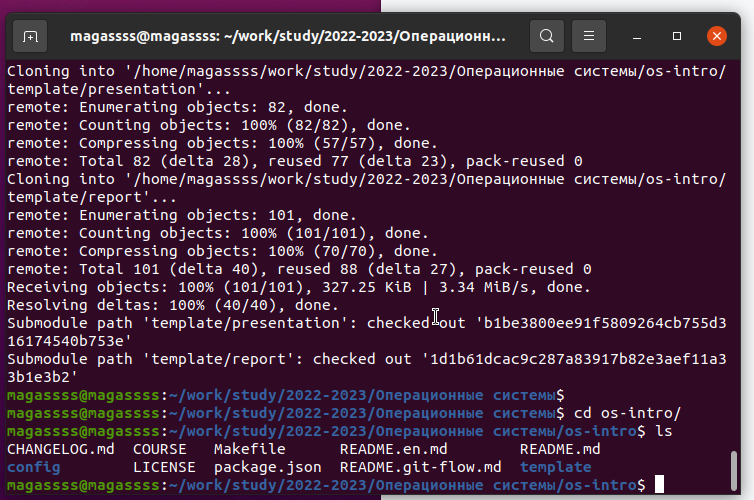 magassss@magassss: ~/work/study/2022-2023/Операционн...
Cloning into '/home/magassss/work/study/2022-2023/Операционные системы/os-intro/
template/presentation'...
remote: Enumerating objects: 82, done.
remote: Counting objects: 100% (82/82), done.
remote: Compressing objects: 100% (57/57), done.
remote: Total 82 (delta 28), reused 77 (delta 23), pack-reused 0
Cloning into '/home/magassss/work/study/2022-2023/Операционные системы/os-intro/
template/report'...
remote: Enumerating objects: 101, done.
remote: Counting objects: 100% (101/101), done.
remote: Compressing objects: 100% (70/70), done.
remote: Total 101 (delta 40), reused 88 (delta 27), pack-reused 0
Receiving objects: 100% (101/101), 327.25 KiB | 3.34 MiB/s, done.
Resolving deltas: 100% (40/40), done.
Submodule path 'template/presentation': checked out 'b1be3800ee91f5809264cb755d3
16174540b753e'
Submodule path 'template/report': checked out '1d1b61dcac9c287a83917b82e3aef11a3
3b1e3b2'
magassss@magassss:~/work/study/2022-2023/Операционные системы$
magassss@magassss:~/work/study/2022-2023/Операционные системы$ cd os-intro/
magassss@magassss:~/work/study/2022-2023/Операционные системы/os-intro$ ls
CHANGELOG.md  COURSE   Makefile      README.en.md        README.md
config        LICENSE  package.json  README.git-flow.md  template
magassss@magassss:~/work/study/2022-2023/Операционные системы/os-intro$